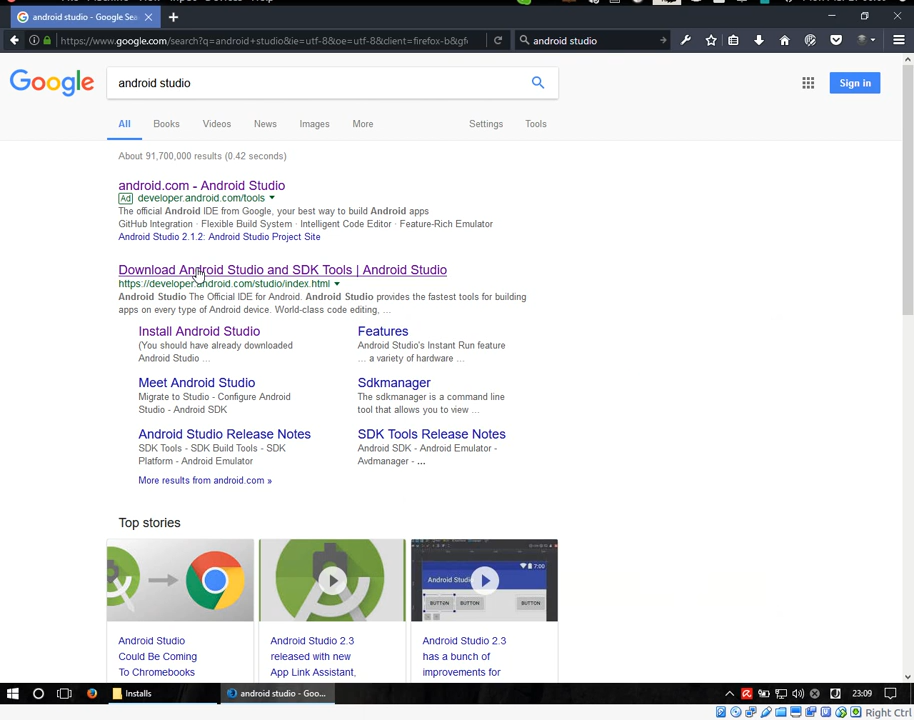 android studio - Google Sea
https://www.google.com/search?q=android+studio&ie=utf-8&oe=utf-8&client=firefox-b&gf
android studio
Google
android studio
Sign in
All
Books
Videos
News
Images
More
Settings
Tools
About 91,700,000 results (0.42 seconds)
android.com - Android Studio
Ad developer.android.com/tools
The official Android IDE from Google, your best way to build Android apps
GitHub Integration · Flexible Build System · Intelligent Code Editor · Feature-Rich Emulator
Android Studio 2.1.2: Android Studio Project Site
Download Android Studio and SDK Tools | Android Studio
https://developer.android.com/studio/index.html
Android Studio The Official IDE for Android. Android Studio provides the fastest tools for building
apps on every type of Android device. World-class code editing, ...
Install Android Studio
(You should have already downloaded
Android Studio ...
Features
Android Studio's Instant Run feature
... a variety of hardware ...
Meet Android Studio
Migrate to Studio - Configure Android
Studio - Android SDK
Sdkmanager
The sdkmanager is a command line
tool that allows you to view ...
Android Studio Release Notes
SDK Tools - SDK Build Tools - SDK
Platform - Android Emulator
SDK Tools Release Notes
Android SDK - Android Emulator -
Avdmanager - ...
More results from android.com »
Top stories
Android Studio
BUTTON
BUTTON
BUTTON
7:00
Android Studio
Could Be Coming
To Chromebooks
Android Studio 2.3
released with new
App Link Assistant,
Android Studio 2.3
has a bunch of
improvements for
Installs
android studio - Goo...
23:09
Right Ctrl